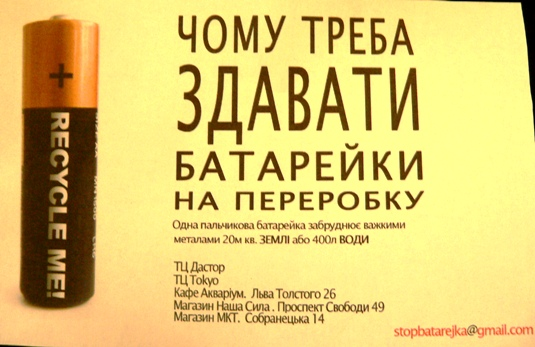 ЧОМУ ТРЕБА
ЗДАВАТИ
БАТАРЕЙКИ
НА ПЕРЕРОБКУ
Одна пальчикова батарейка забруднює важкими
металами 20м кв. ЗЕМЛІ або 400л ВОДИ
ТЦ Дастор
ТЦ Tokyo
Кафе Акваріум. Льва Толстого 26
Магазин Наша Сила . Проспект Свободи 49
Магазин МКТ. Собранецька 14
stopbatarejka@gmail.com
+
RECYCLE ME!